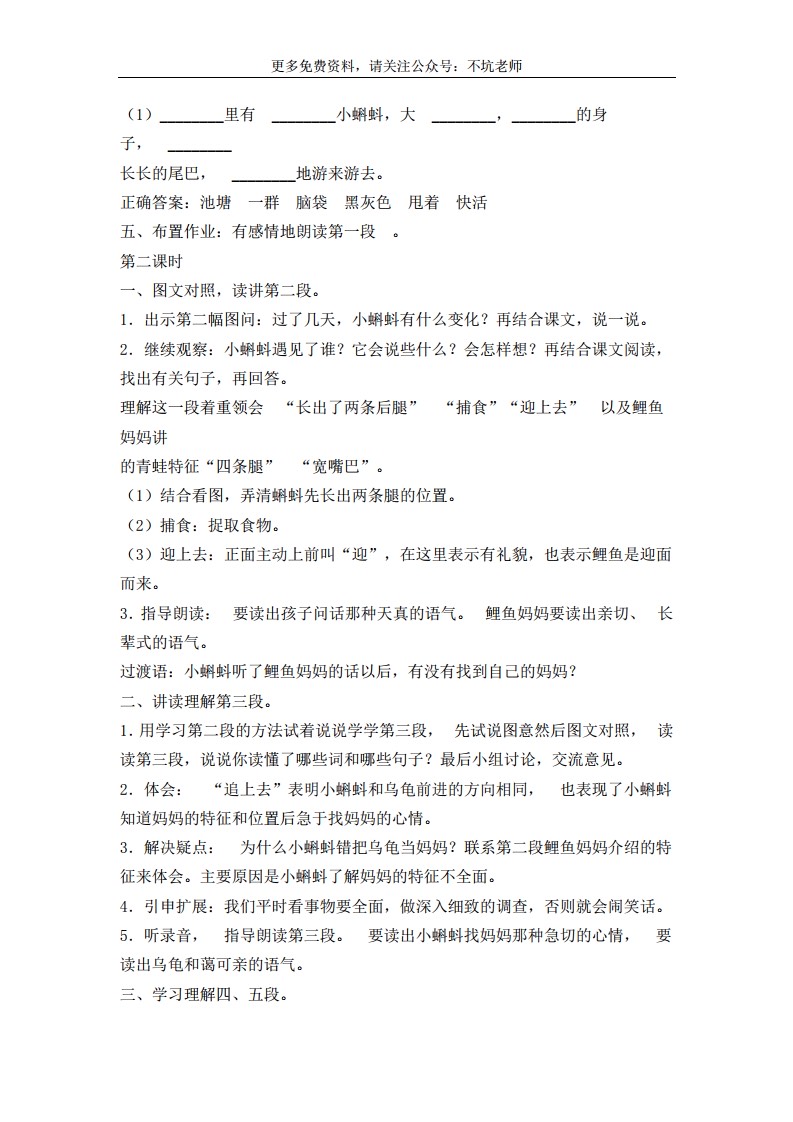 更多免费资料，请关注公众号：不坑老师
（1）________里有 ________小蝌蚪，大 ________，________的身
子， ________
长长的尾巴， ________地游来游去。
正确答案：池塘 一群 脑袋 黑灰色 甩着 快活
五、布置作业：有感情地朗读第一段 。
第二课时
一、图文对照，读讲第二段。
1．出示第二幅图问：过了几天，小蝌蚪有什么变化？再结合课文，说一说。
2．继续观察：小蝌蚪遇见了谁？它会说些什么？会怎样想？再结合课文阅读，
找出有关句子，再回答。
理解这一段着重领会 “长出了两条后腿” “捕食”“迎上去” 以及鲤鱼
妈妈讲
的青蛙特征“四条腿” “宽嘴巴”。
（1）结合看图，弄清蝌蚪先长出两条腿的位置。
（2）捕食：捉取食物。
（3）迎上去：正面主动上前叫“迎”，在这里表示有礼貌，也表示鲤鱼是迎面
而来。
3．指导朗读： 要读出孩子问话那种天真的语气。 鲤鱼妈妈要读出亲切、 长
辈式的语气。
过渡语：小蝌蚪听了鲤鱼妈妈的话以后，有没有找到自己的妈妈？
二、讲读理解第三段。
1．用学习第二段的方法试着说说学学第三段， 先试说图意然后图文对照， 读
读第三段，说说你读懂了哪些词和哪些句子？最后小组讨论，交流意见。
2．体会： “追上去”表明小蝌蚪和乌龟前进的方向相同， 也表现了小蝌蚪
知道妈妈的特征和位置后急于找妈妈的心情。
3．解决疑点： 为什么小蝌蚪错把乌龟当妈妈？联系第二段鲤鱼妈妈介绍的特
征来体会。主要原因是小蝌蚪了解妈妈的特征不全面。
4．引申扩展：我们平时看事物要全面，做深入细致的调查，否则就会闹笑话。
5．听录音， 指导朗读第三段。 要读出小蝌蚪找妈妈那种急切的心情， 要
读出乌龟和蔼可亲的语气。
三、学习理解四、五段。